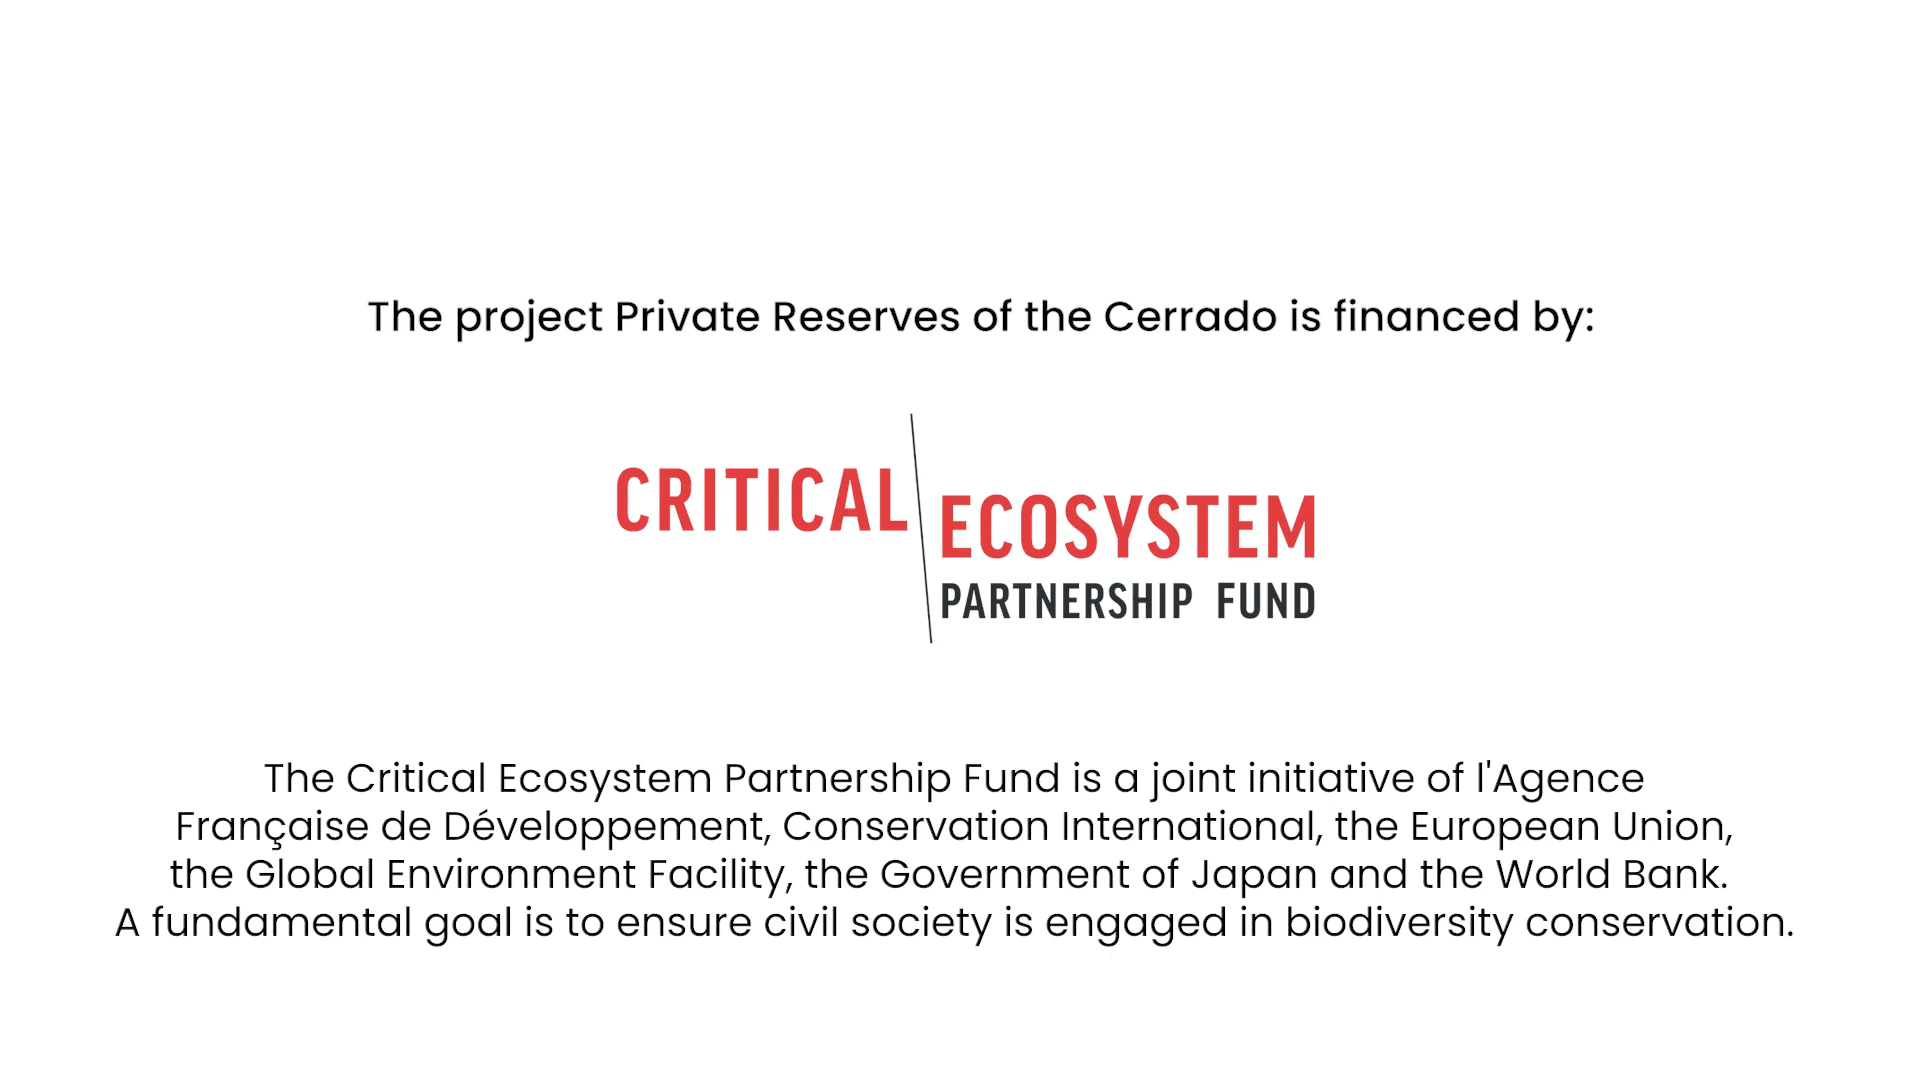 The project Private Reserves of the Cerrado is financed by:
CRITICAL ECOSYSTEM
PARTNERSHIP FUND
The Critical Ecosystem Partnership Fund is a joint initiative of l'Agence
Française de Développement, Conservation International, the European Union,
the Global Environment Facility, the Government of Japan and the World Bank.
A fundamental goal is to ensure civil society is engaged in biodiversity conservation.